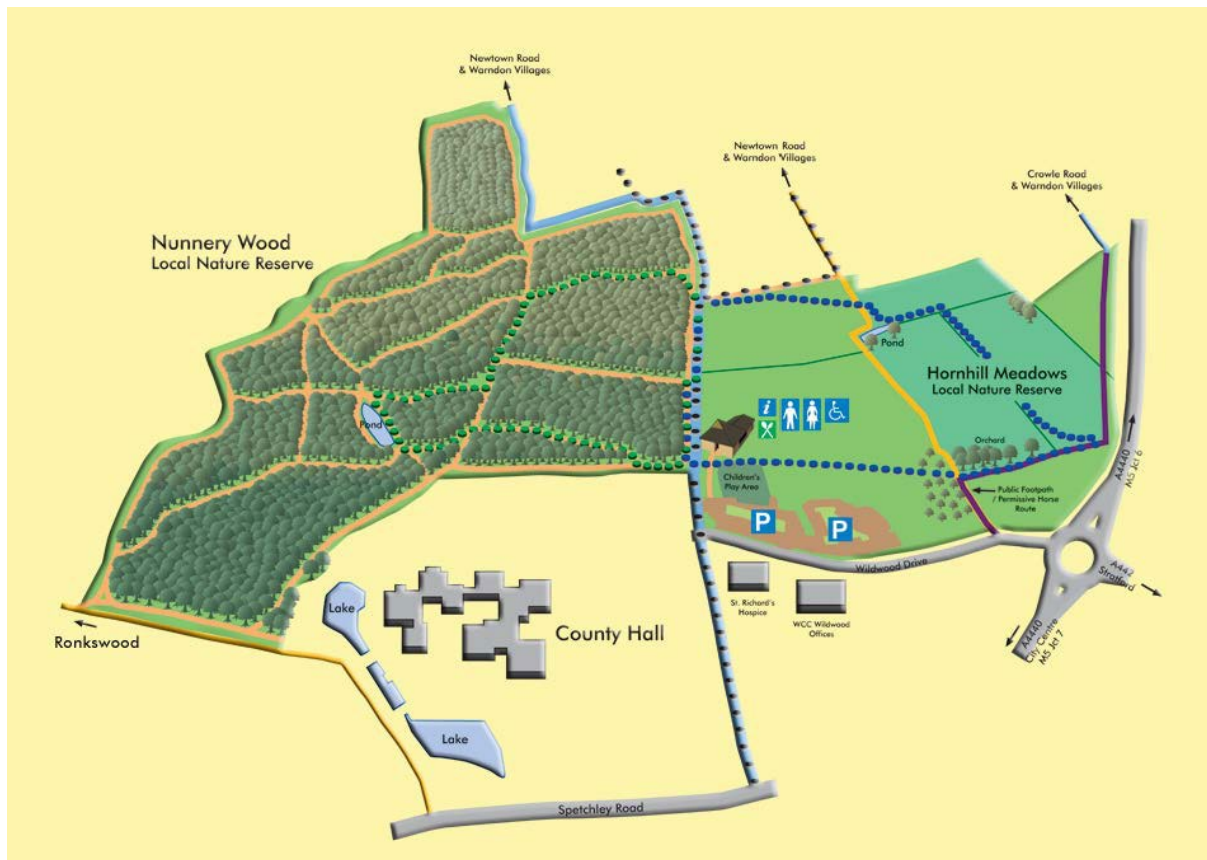 Newtown Road
& Warndon Villages
Newtown Road
& Warndon Villages
Crowle Road
& Warndon Villages
Nunnery Wood
Local Nature Reserve
Pond
Hornhill Meadows
Local Nature Reserve
i
Pond
Orchard
Children's
Play Area
Public Footpath
/ Permissive Horse
Route
A4440
M5 Jct 6
P
P
Wildwood Drive
A442
Stratford
St. Richard's
Hospice
WCC Wildwood
Offices
A4440
City Centre
M5 Jct 7
Lake
County Hall
Ronkswood
Lake
Spetchley Road